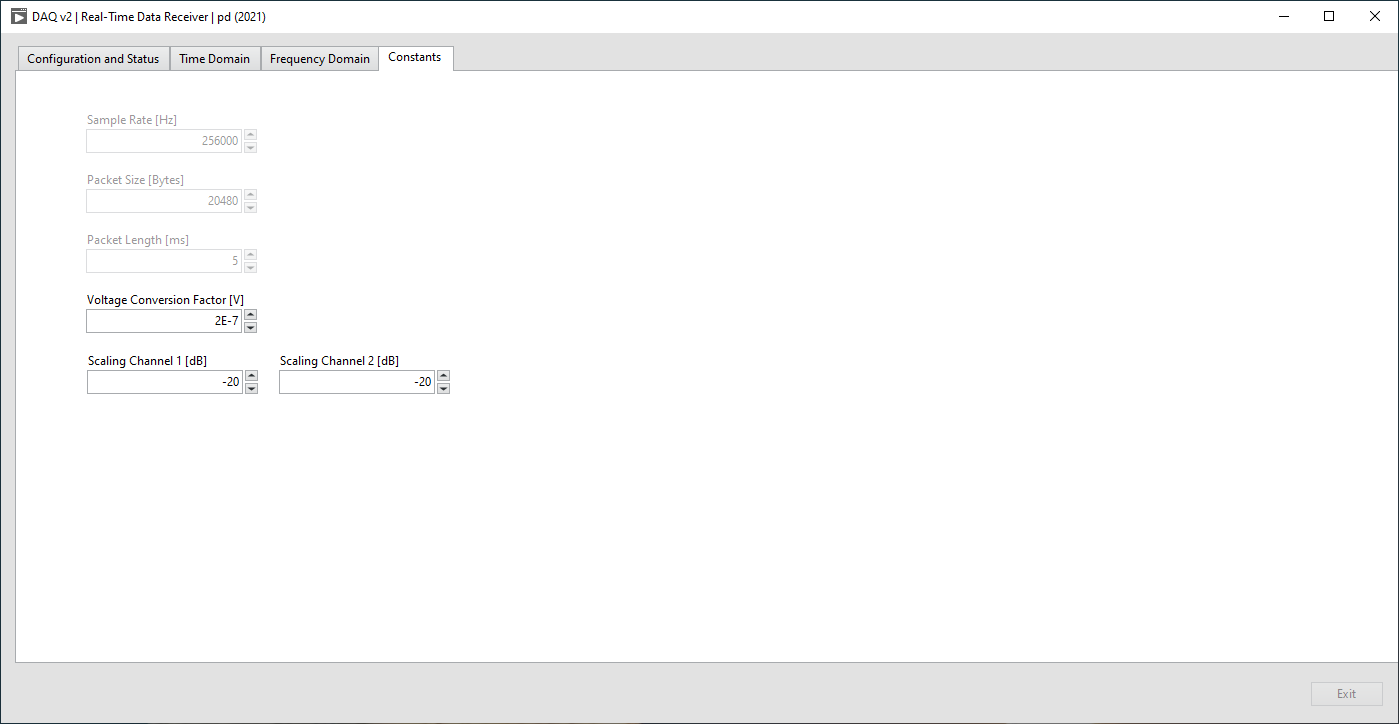 DAQ v2 | Real-Time Data Receiver | pd (2021)
Configuration and Status
Time Domain
Frequency Domain
Constants
Sample Rate [Hz]
256000
Packet Size [Bytes]
20480
Packet Length [ms]
5
Voltage Conversion Factor [V]
2E-7
Scaling Channel 1 [dB]
Scaling Channel 2 [dB]
-20
-20
Exit